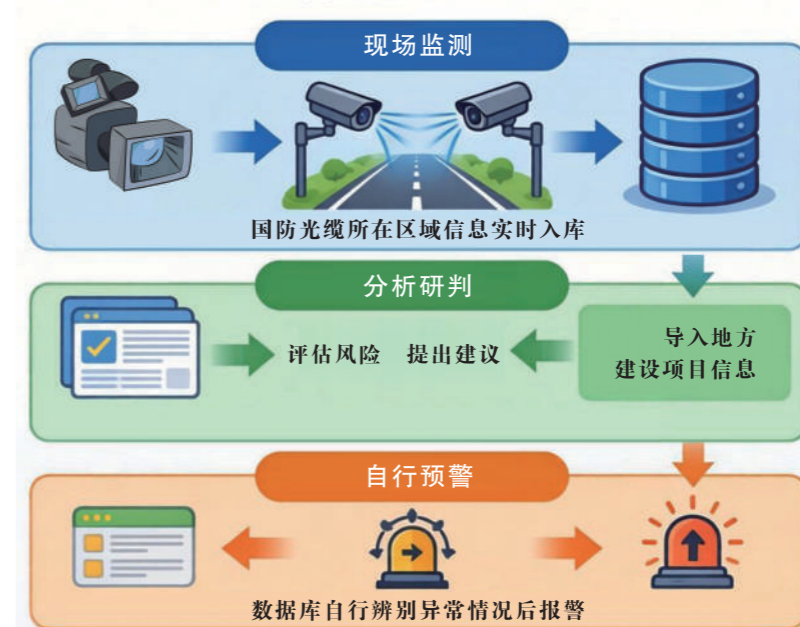 现场监测
国防光缆所在区域信息实时入库
分析研判
评估风险 提出建议
导入地方
建设项目信息
自行预警
数据库自行辨别异常情况后报警